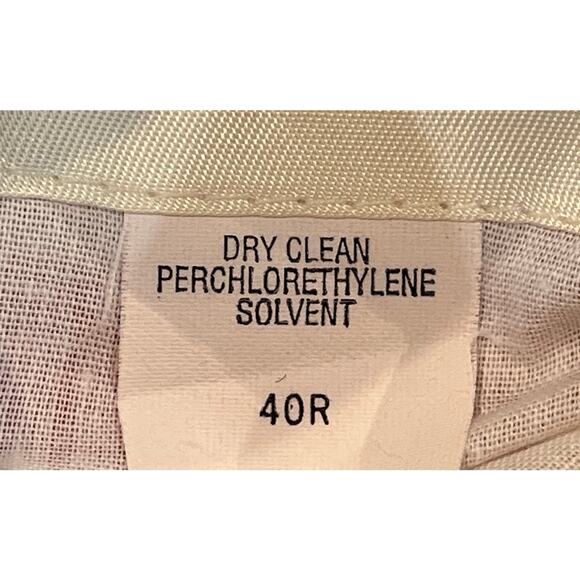 DRY CLEAN
PERCHLORETHYLENE
SOLVENT
40R